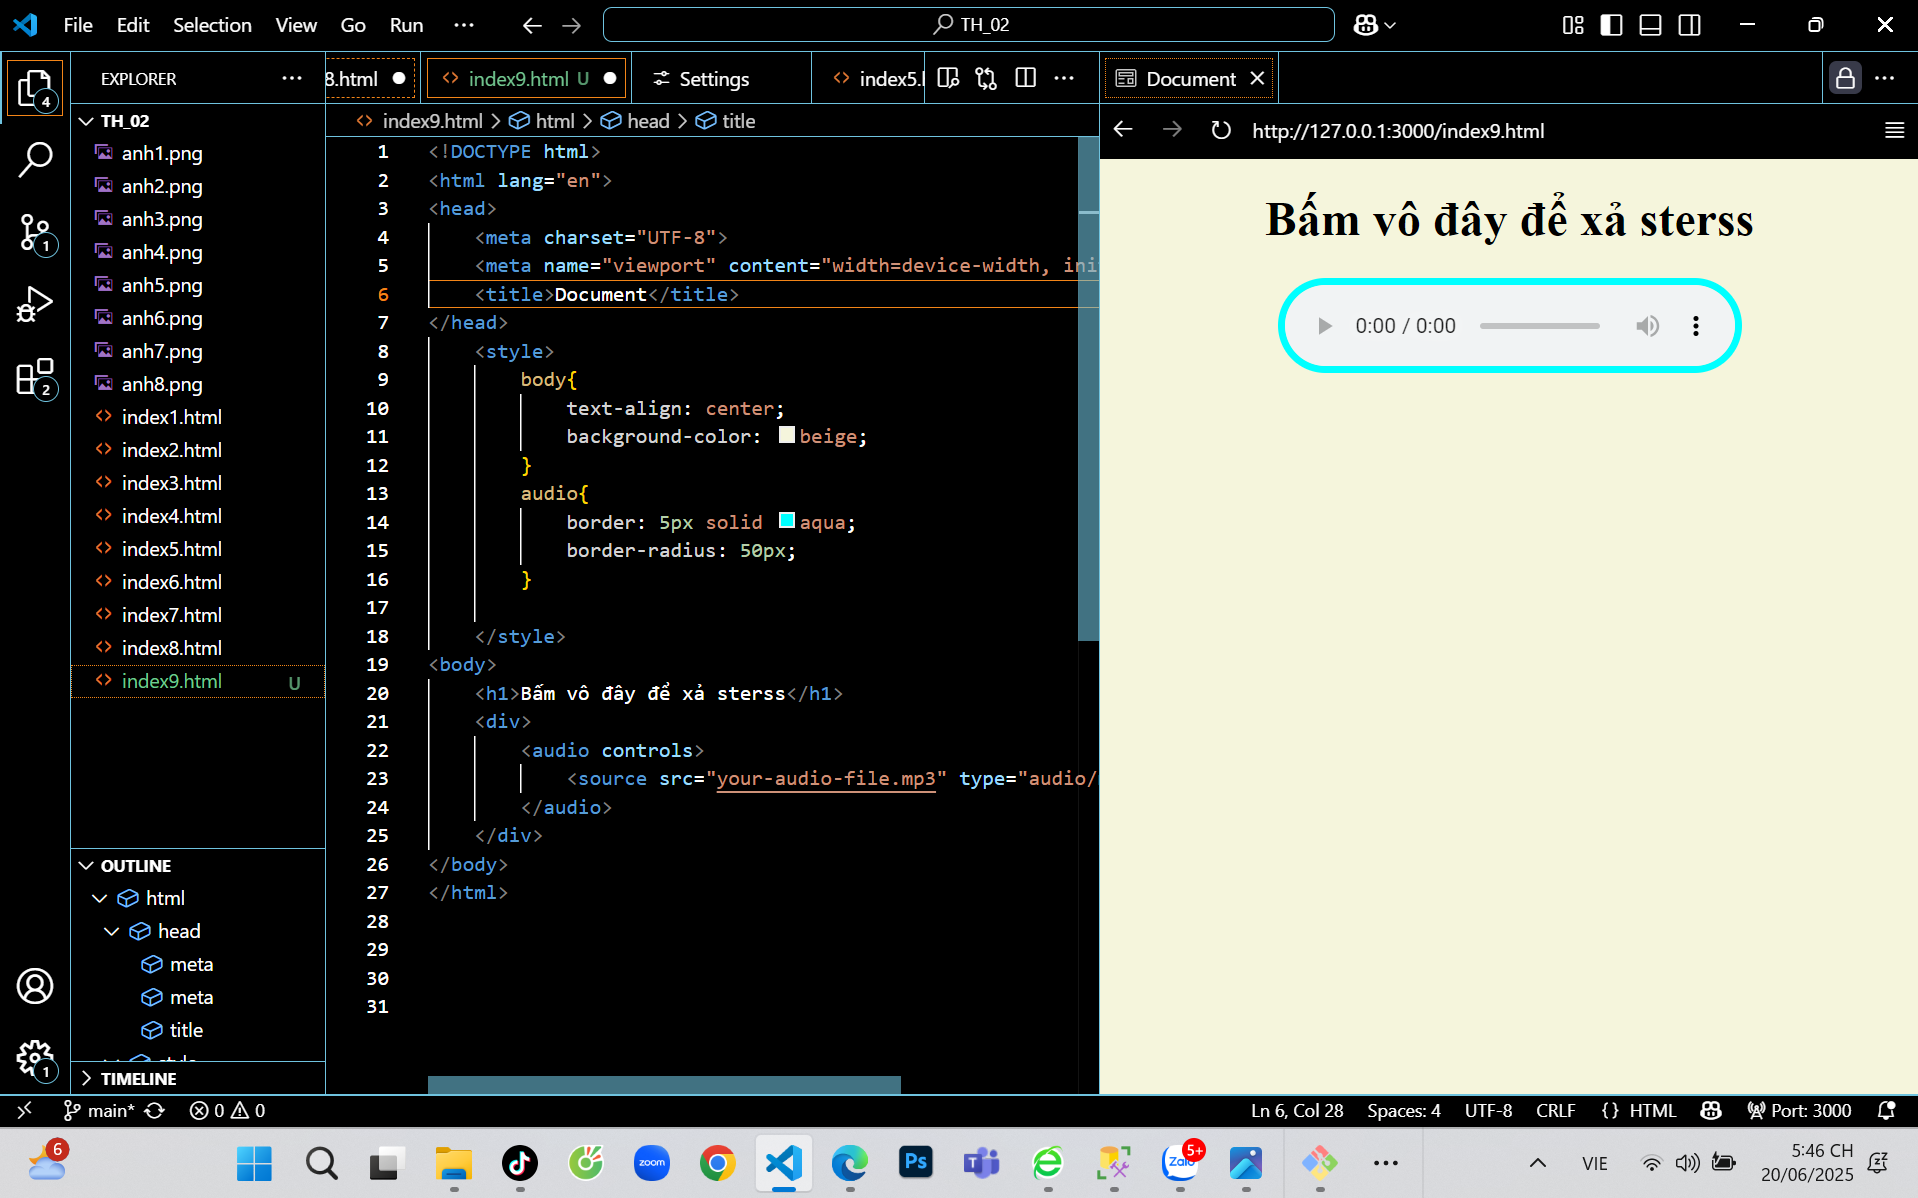 File Edit Selection View Go Run ··· TH_02
EXPLORER ···
8.html
index9.html U
Settings
index5.
Document
TH_02
anh1.png
anh2.png
anh3.png
anh4.png
anh5.png
anh6.png
anh7.png
anh8.png
index1.html
index2.html
index3.html
index4.html
index5.html
index6.html
index7.html
index8.html
index9.html U
OUTLINE
html
head
meta
meta
title
TIMELINE
index9.html > html > head > title
1 <!DOCTYPE html>
2 <html lang="en">
3 <head>
4 <meta charset="UTF-8">
5 <meta name="viewport" content="width=device-width, ini
6 <title>Document</title>
7 </head>
8 <style>
9 body{
10 text-align: center;
11 background-color: beige;
12 }
13 audio{
14 border: 5px solid aqua;
15 border-radius: 50px;
16 }
17
18 </style>
19 <body>
20 <h1>Bấm vô đây để xả sterss</h1>
21 <div>
22 <audio controls>
23 <source src="your-audio-file.mp3" type="audio/
24 </audio>
25 </div>
26 </body>
27 </html>
28
29
30
31
http://127.0.0.1:3000/index9.html
Bấm vô đây để xả sterss
0:00 / 0:00
4
1
2
1
main* 0 0
Ln 6, Col 28 Spaces: 4 UTF-8 CRLF {} HTML Port: 3000
6
zoom
Ps
T
Zalo
5+
VIE
5:46 CH
20/06/2025